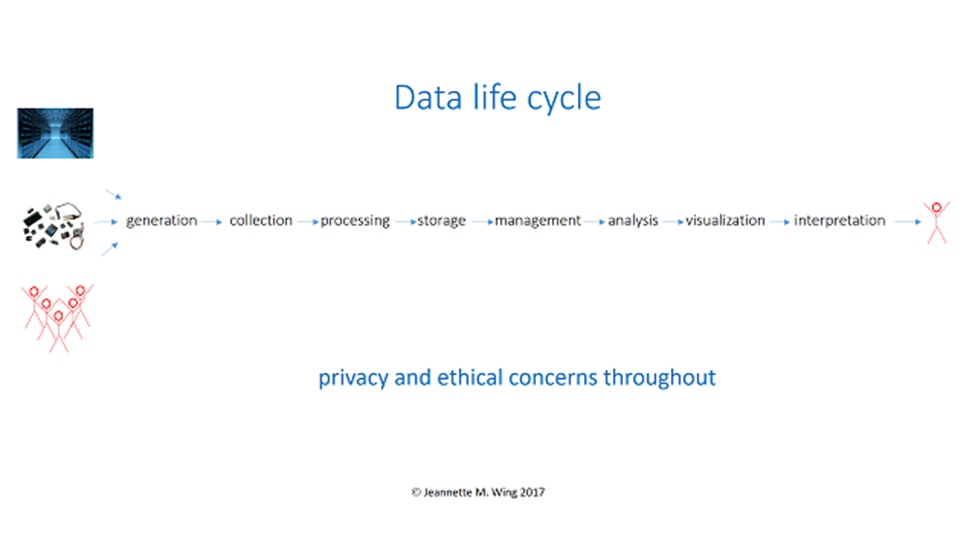 Data life cycle
generation collection processing storage management analysis visualization interpretation
privacy and ethical concerns throughout
© Jeannette M. Wing 2017